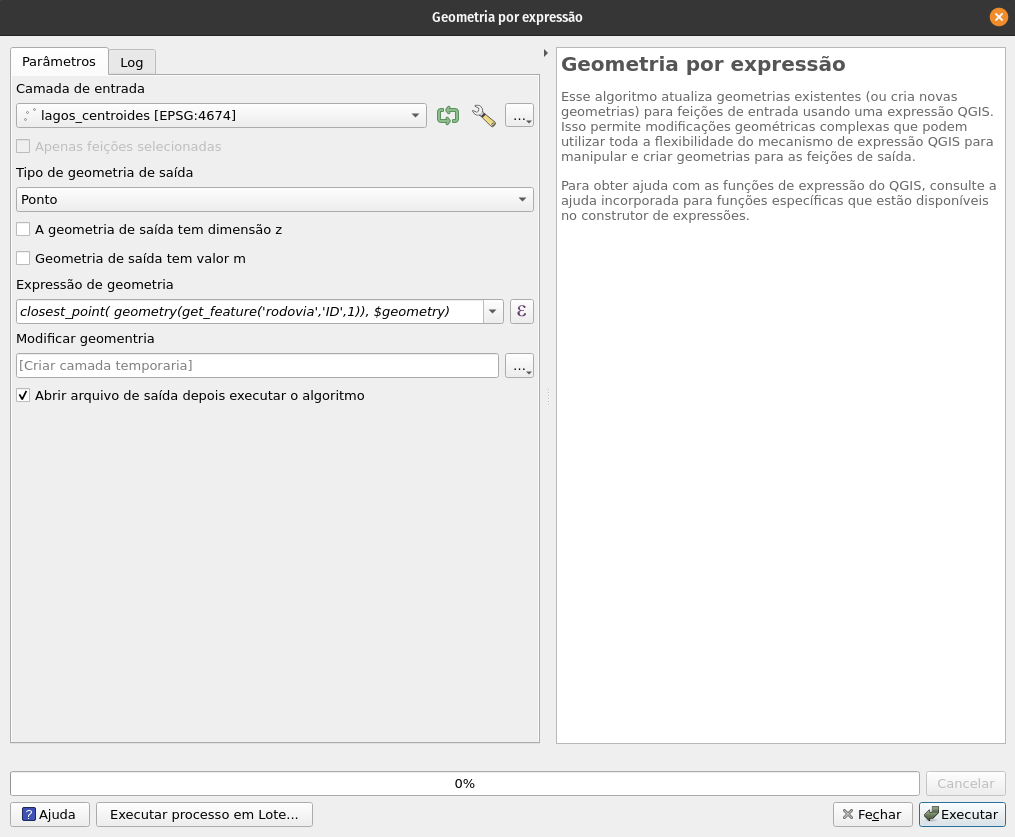 Geometria por expressão
Parâmetros
Log
Camada de entrada
lagos_centroides [EPSG:4674]
...
Apenas feições selecionadas
Tipo de geometria de saída
Ponto
A geometria de saída tem dimensão z
Geometria de saída tem valor m
Expressão de geometria
closest_point( geometry(get_feature('rodovia','ID',1)), $geometry)
ε
Modificar geomentria
[Criar camada temporaria]
...
Abrir arquivo de saída depois executar o algoritmo
Geometria por expressão
Esse algoritmo atualiza geometrias existentes (ou cria novas
geometrias) para feições de entrada usando uma expressão QGIS.
Isso permite modificações geométricas complexas que podem
utilizar toda a flexibilidade do mecanismo de expressão QGIS para
manipular e criar geometrias para as feições de saída.
Para obter ajuda com as funções de expressão do QGIS, consulte a
ajuda incorporada para funções específicas que estão disponíveis
no construtor de expressões.
0%
Cancelar
? Ajuda
Executar processo em Lote...
Fechar
Executar